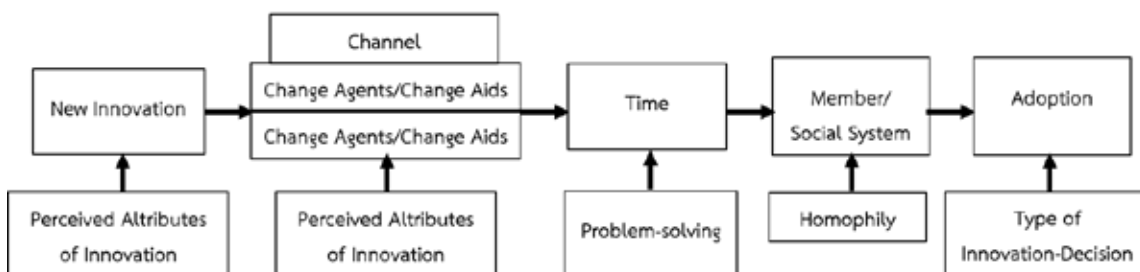 Channel
New Innovation
Change Agents/Change Aids
Change Agents/Change Aids
Time
Member/
Social System
Adoption
Perceived Altributes
of Innovation
Perceived Altributes
of Innovation
Problem-solving
Homophily
Type of
Innovation-Decision